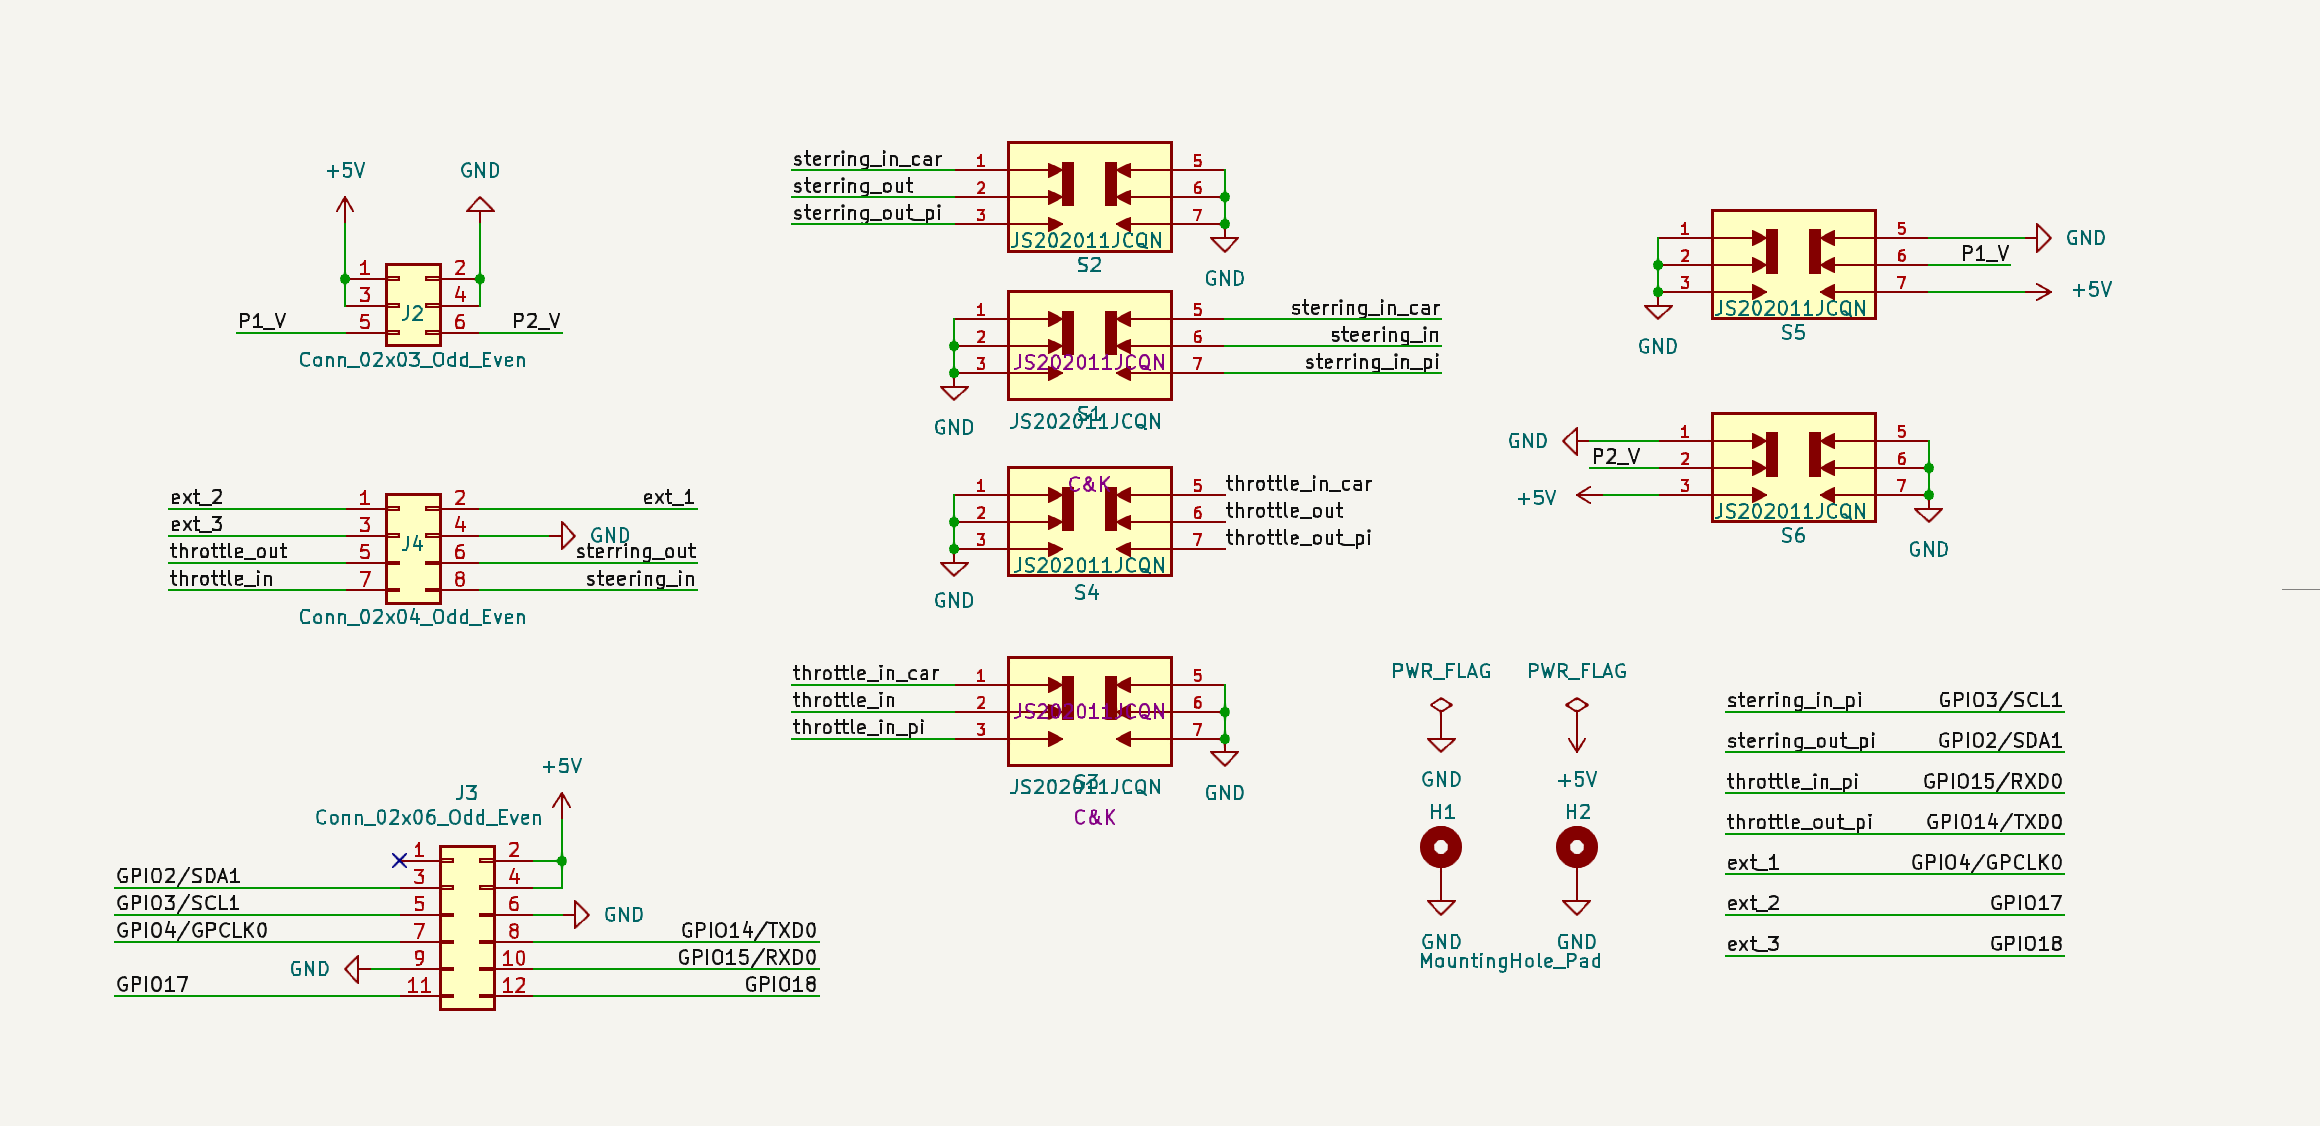 +5V
GND
1
2
3
4
5
6
J2
P1_V
P2_V
Conn_02x03_Odd_Even
ext_2
1
2
ext_1
ext_3
3
4
GND
throttle_out
5
6
sterring_out
throttle_in
7
8
steering_in
J4
Conn_02x04_Odd_Even
+5V
J3
Conn_02x06_Odd_Even
1
2
GPIO2/SDA1
3
4
GPIO3/SCL1
5
6
GND
GPIO4/GPCLK0
7
8
GPIO14/TXD0
GND
9
10
GPIO15/RXD0
GPIO17
11
12
GPIO18
sterring_in_car
1
5
sterring_out
2
6
sterring_out_pi
3
7
JS202011JCQN
S2
GND
1
5
sterring_in_car
2
6
steering_in
3
7
sterring_in_pi
JS202011JCQN
S1
JS202011JCQN
GND
C&K
1
5
throttle_in_car
2
6
throttle_out
3
7
throttle_out_pi
JS202011JCQN
S4
GND
throttle_in_car
1
5
throttle_in
2
6
JS202011JCQN
throttle_in_pi
3
7
S3
JS202011JCQN
GND
C&K
1
5
GND
2
6
P1_V
3
7
+5V
JS202011JCQN
S5
GND
GND
1
5
P2_V
2
6
+5V
3
7
JS202011JCQN
S6
GND
PWR_FLAG
PWR_FLAG
GND
+5V
H1
H2
GND
GND
MountingHole_Pad
sterring_in_pi
GPIO3/SCL1
sterring_out_pi
GPIO2/SDA1
throttle_in_pi
GPIO15/RXD0
throttle_out_pi
GPIO14/TXD0
ext_1
GPIO4/GPCLK0
ext_2
GPIO17
ext_3
GPIO18